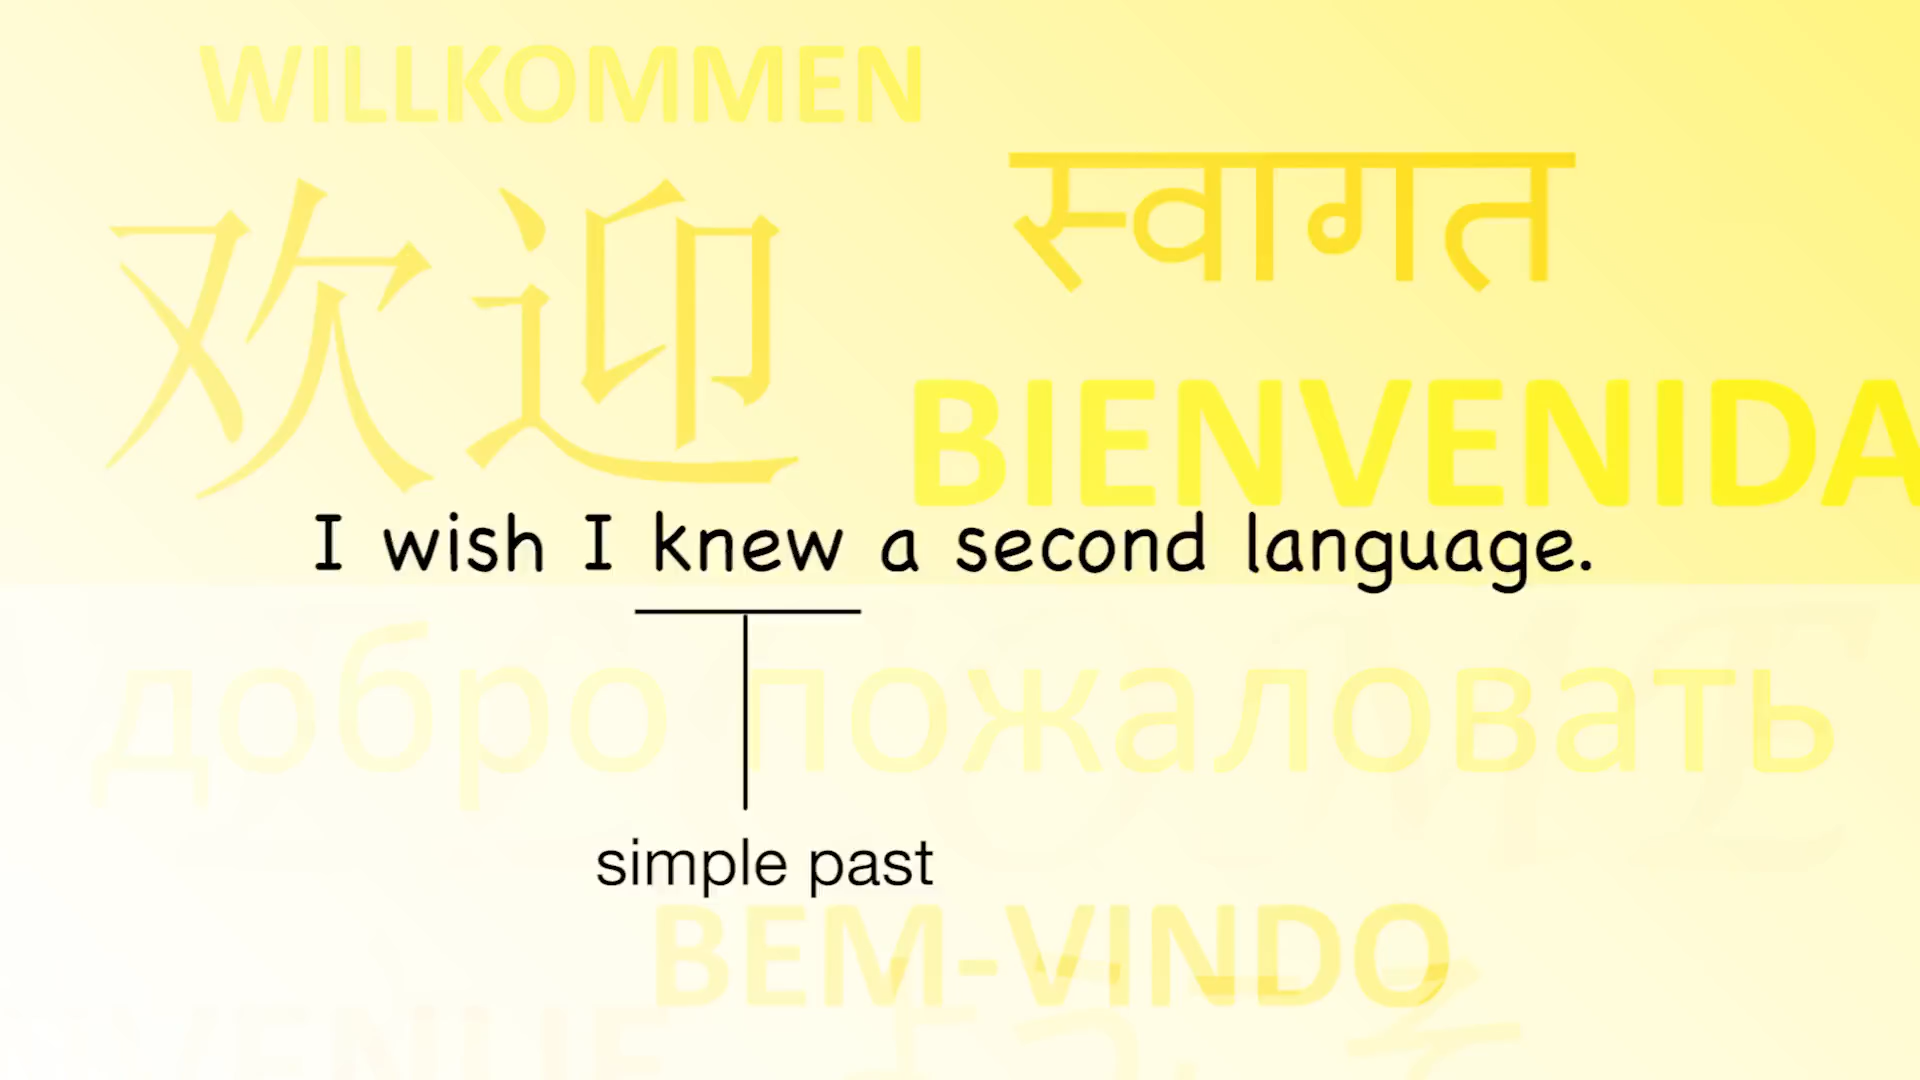 WILLKOMMEN
स्वागत
欢迎
BIENVENIDA
I wish I knew a second language.
добро пожаловать
simple past
BEM-VINDO